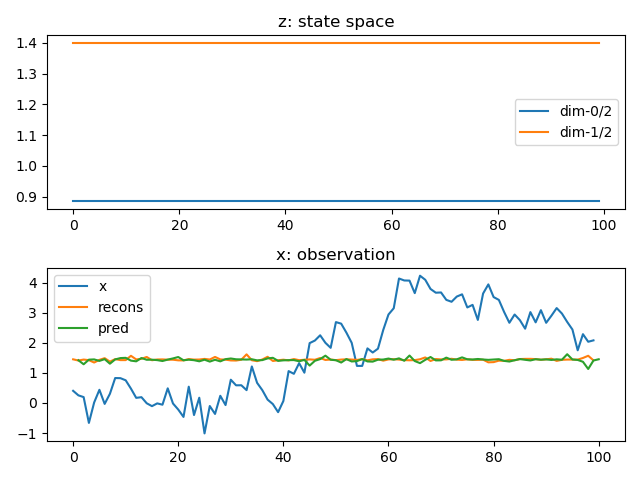 z: state space
1.4
1.3
1.2
1.1
1.0
0.9
dim-0/2
dim-1/2
0 20 40 60 80 100
x: observation
4
3
2
1
0
−1
x
recons
pred
0 20 40 60 80 100